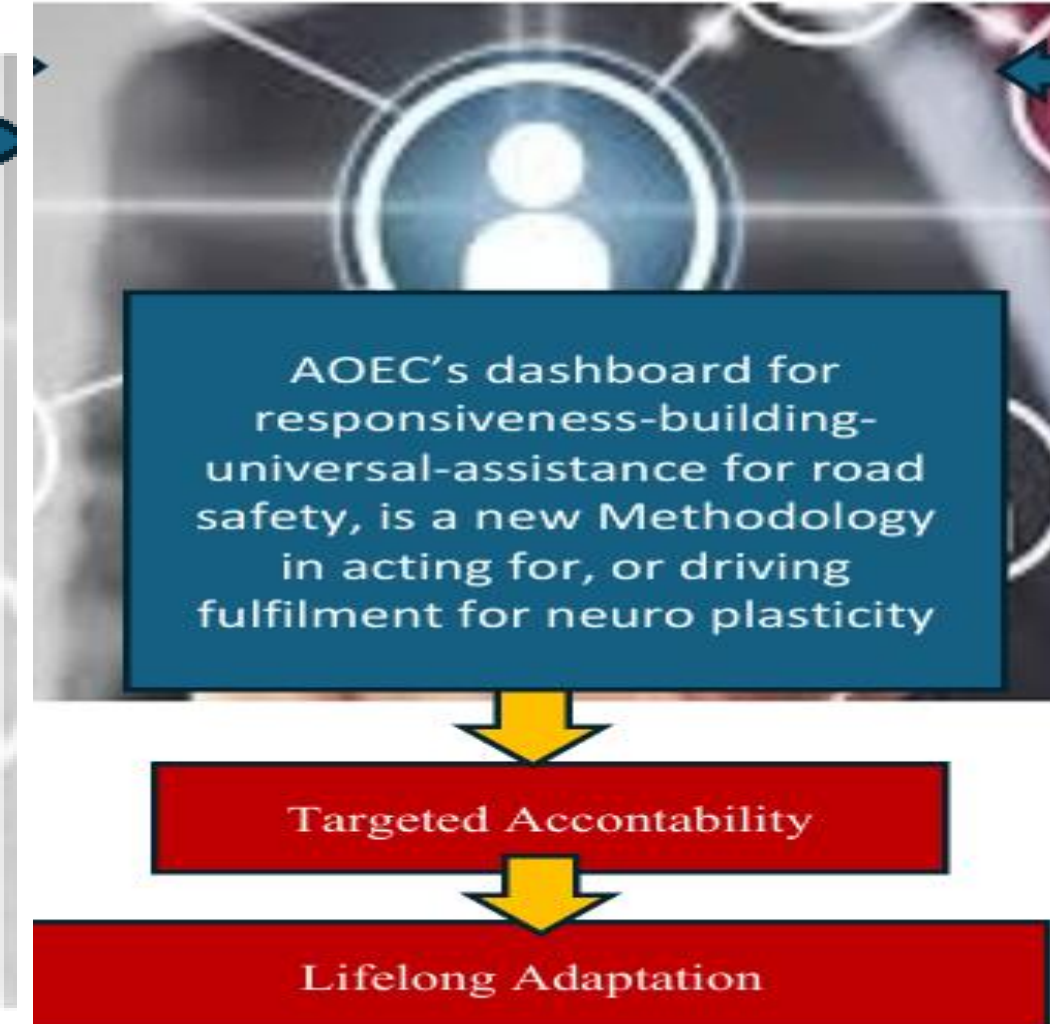 AOEC’s dashboard for
responsiveness-building-
universal-assistance for road
safety, is a new Methodology
in acting for, or driving
fulfilment for neuro plasticity
Targeted Accontability
Lifelong Adaptation